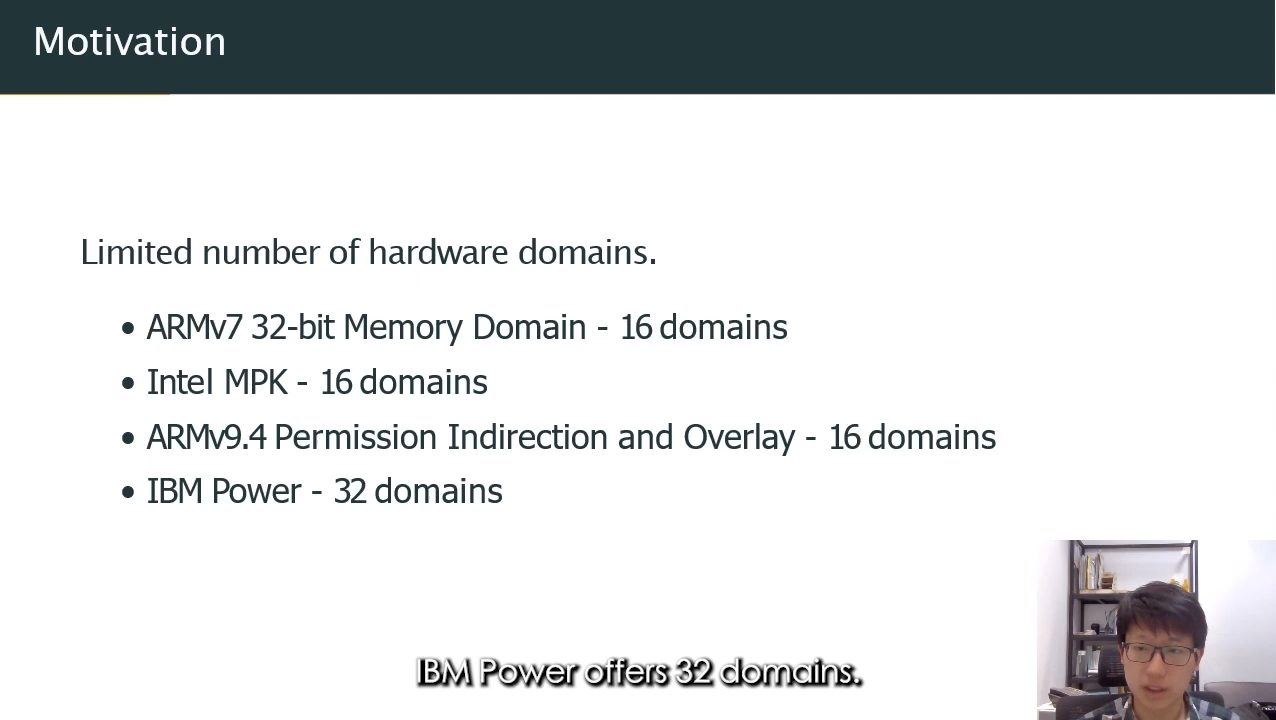 Motivation
Limited number of hardware domains.
• ARMv7 32-bit Memory Domain - 16 domains
• Intel MPK - 16 domains
• ARMv9.4 Permission Indirection and Overlay - 16 domains
• IBM Power - 32 domains
IBM Power offers 32 domains.